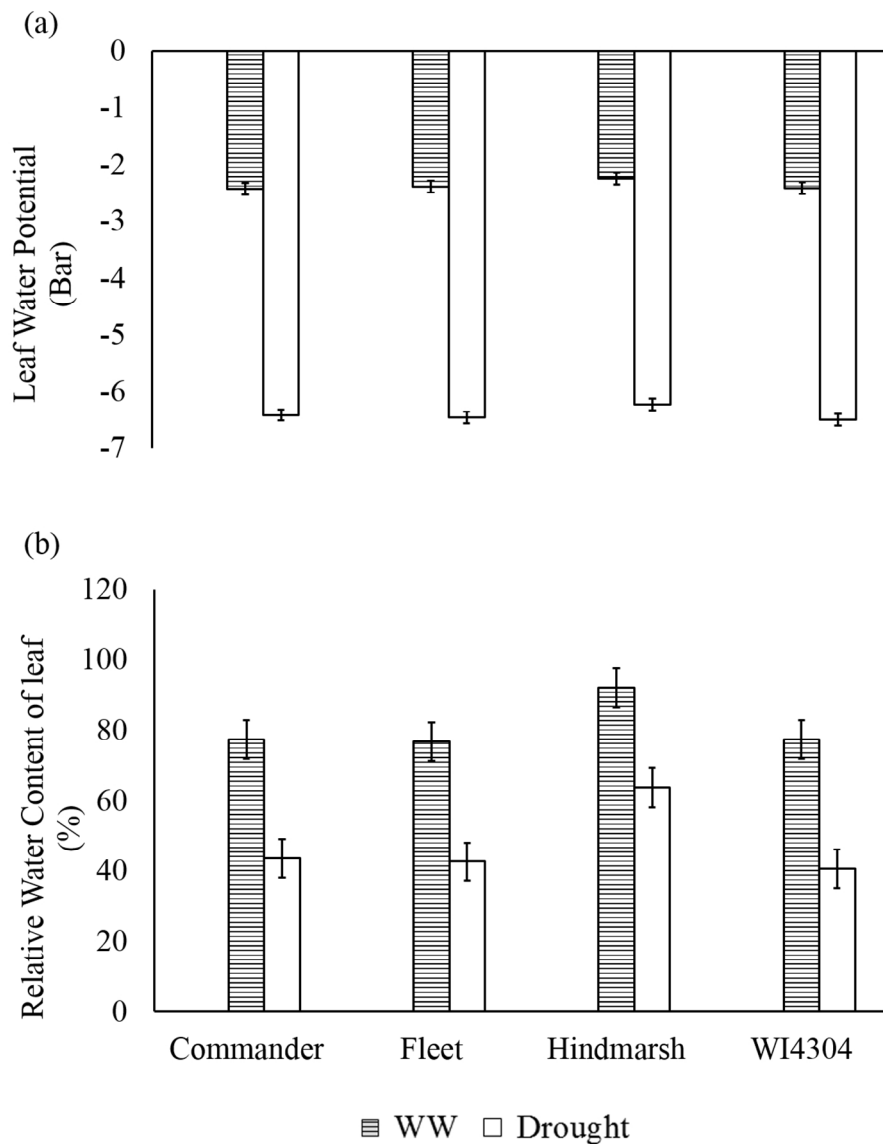 (a)
0
-1
-2
-3
-4
-5
-6
-7
Leaf Water Potential
(Bar)
(b)
120
100
80
60
40
20
0
Relative Water Content of leaf
(%)
Commander Fleet Hindmarsh WI4304
WW Drought